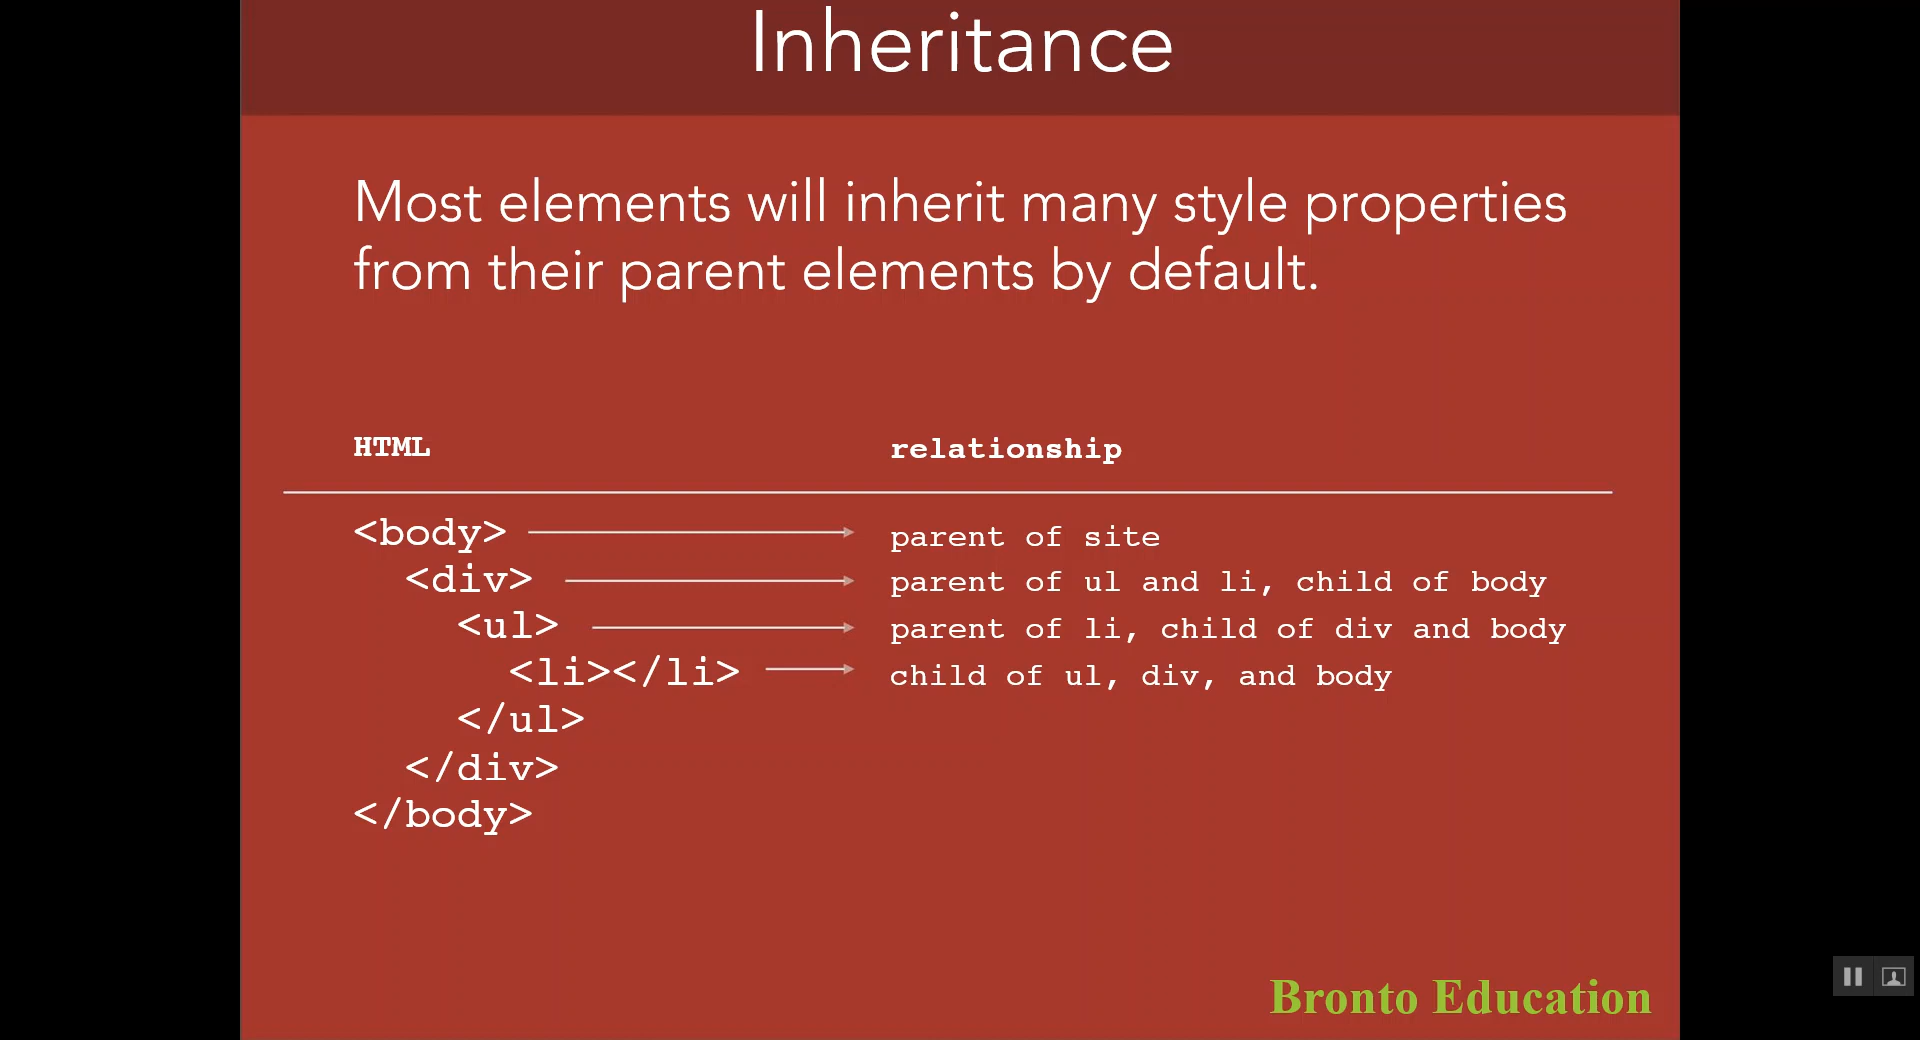 Inheritance
Most elements will inherit many style properties
from their parent elements by default.
HTML relationship
<body> parent of site
<div> parent of ul and li, child of body
<ul> parent of li, child of div and body
<li></li> child of ul, div, and body
</ul>
</div>
</body>
Bronto Education